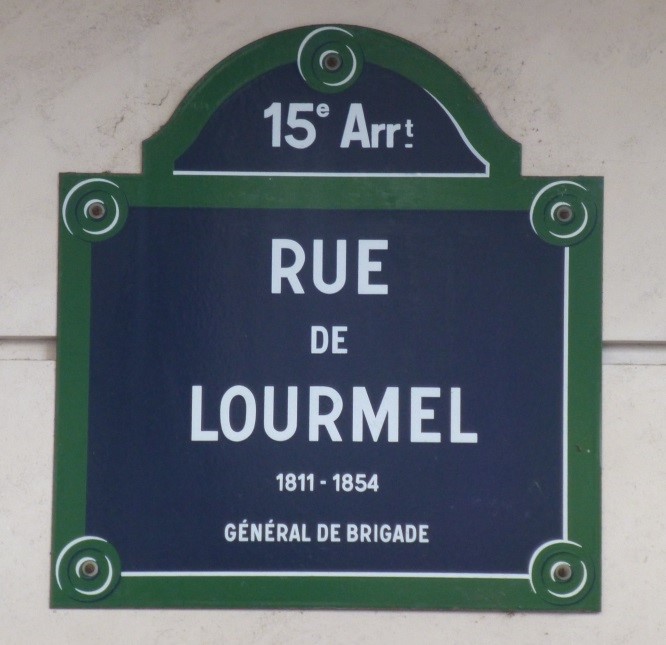 15e Arrt
RUE
DE
LOURMEL
1811 - 1854
GÉNÉRAL DE BRIGADE